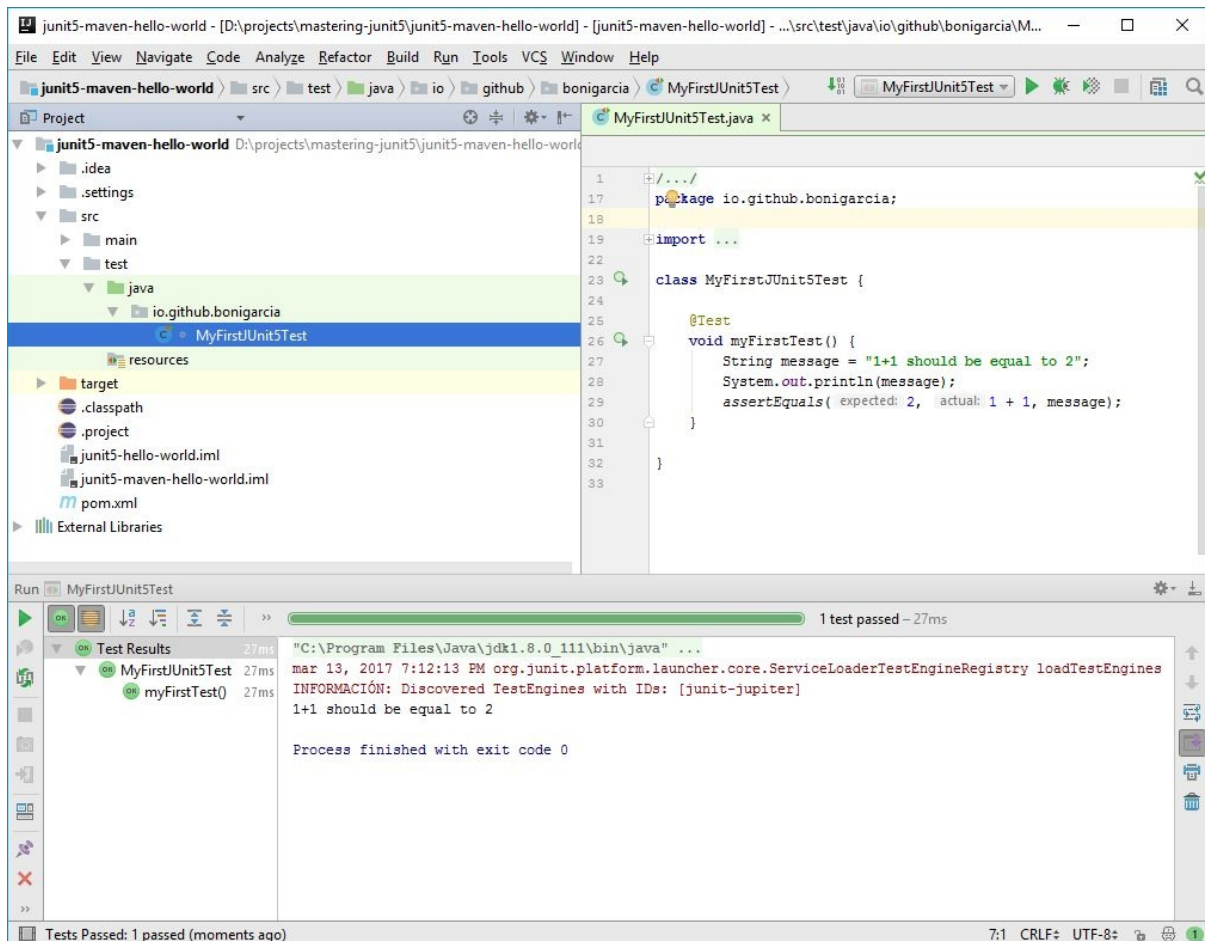 junit5-maven-hello-world - [D:\projects\mastering-junit5\junit5-maven-hello-world] - [junit5-maven-hello-world] - ...\src\test\java\io\github\bonigarcia\M...
File Edit View Navigate Code Analyze Refactor Build Run Tools VCS Window Help
junit5-maven-hello-world src test java io github bonigarcia MyFirstJUnit5Test MyFirstJUnit5Test
Project
junit5-maven-hello-world D:\projects\mastering-junit5\junit5-maven-hello-world
.idea
.settings
src
main
test
java
io.github.bonigarcia
MyFirstJUnit5Test
resources
target
.classpath
.project
junit5-hello-world.iml
junit5-maven-hello-world.iml
pom.xml
External Libraries
MyFirstJUnit5Test.java
1 /.../
17 package io.github.bonigarcia;
18
19 import ...
22
23 class MyFirstJUnit5Test {
24
25 @Test
26 void myFirstTest() {
27 String message = "1+1 should be equal to 2";
28 System.out.println(message);
29 assertEquals( expected: 2, actual: 1 + 1, message);
30 }
31
32 }
33
Run MyFirstJUnit5Test
1 test passed – 27ms
Test Results 27ms
MyFirstJUnit5Test 27ms
myFirstTest() 27ms
"C:\Program Files\Java\jdk1.8.0_111\bin\java" ...
mar 13, 2017 7:12:13 PM org.junit.platform.launcher.core.ServiceLoaderTestEngineRegistry loadTestEngines
INFORMACIÓN: Discovered TestEngines with IDs: [junit-jupiter]
1+1 should be equal to 2
Process finished with exit code 0
Tests Passed: 1 passed (moments ago) 7:1 CRLF UTF-8 1